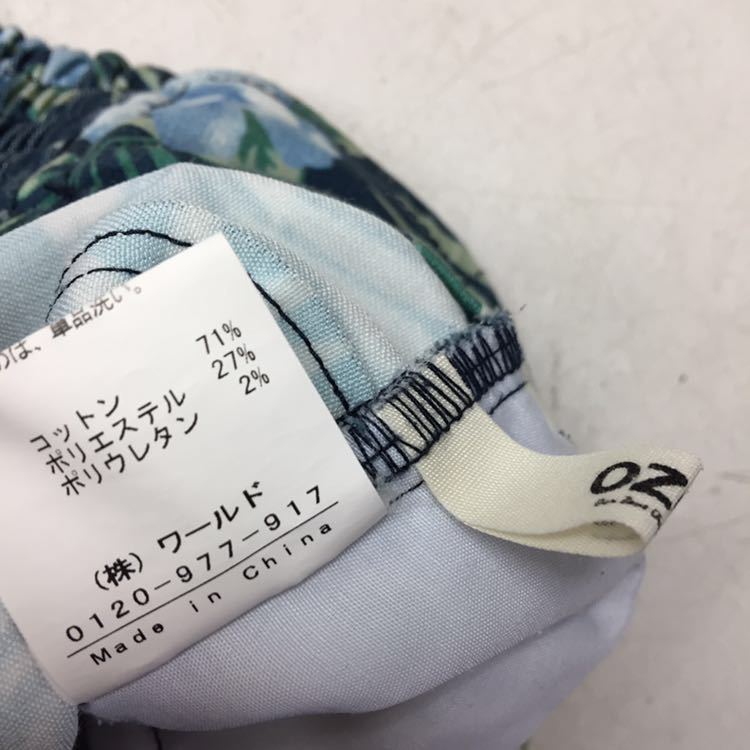 のは、単品洗い。
コットン 71%
ポリエステル 27%
ポリウレタン 2%
(株) ワールド
0120-977-917
Made in China
OZ